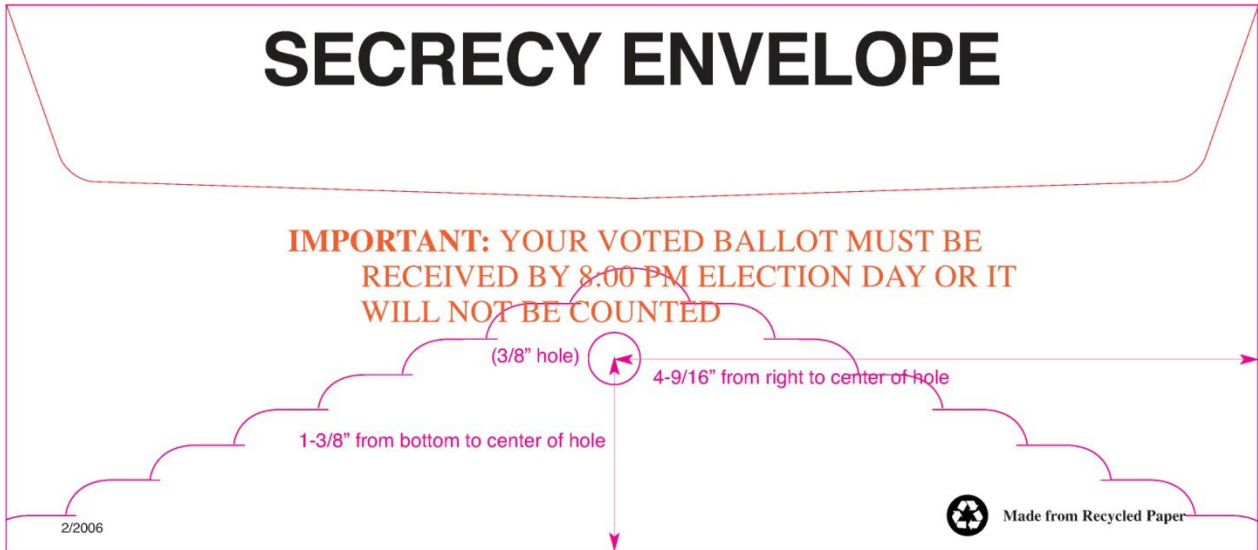 SECRECY ENVELOPE
IMPORTANT: YOUR VOTED BALLOT MUST BE
RECEIVED BY 8:00 PM ELECTION DAY OR IT
WILL NOT BE COUNTED
(3/8” hole)
4-9/16” from right to center of hole
1-3/8” from bottom to center of hole
2/2006
Made from Recycled Paper